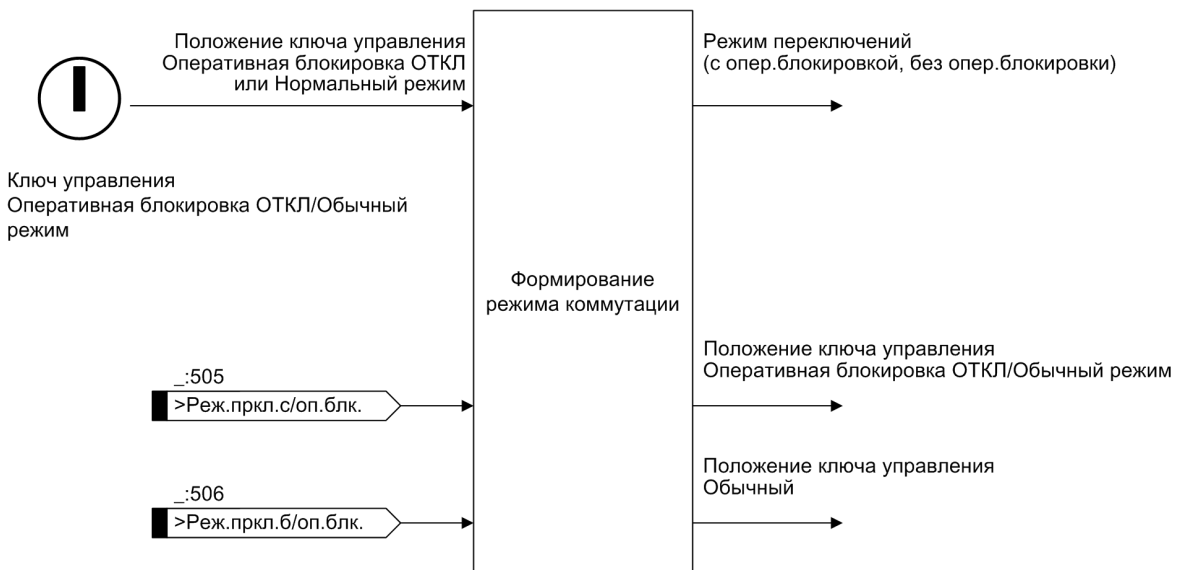 Положение ключа управления
Оперативная блокировка ОТКЛ
или Нормальный режим
Режим переключений
(с опер.блокировкой, без опер.блокировки)
Ключ управления
Оперативная блокировка ОТКЛ/Обычный
режим
Формирование
режима коммутации
Положение ключа управления
Оперативная блокировка ОТКЛ/Обычный режим
_:505
>Реж.пркл.с/оп.блк.
Положение ключа управления
Обычный
_:506
>Реж.пркл.б/оп.блк.